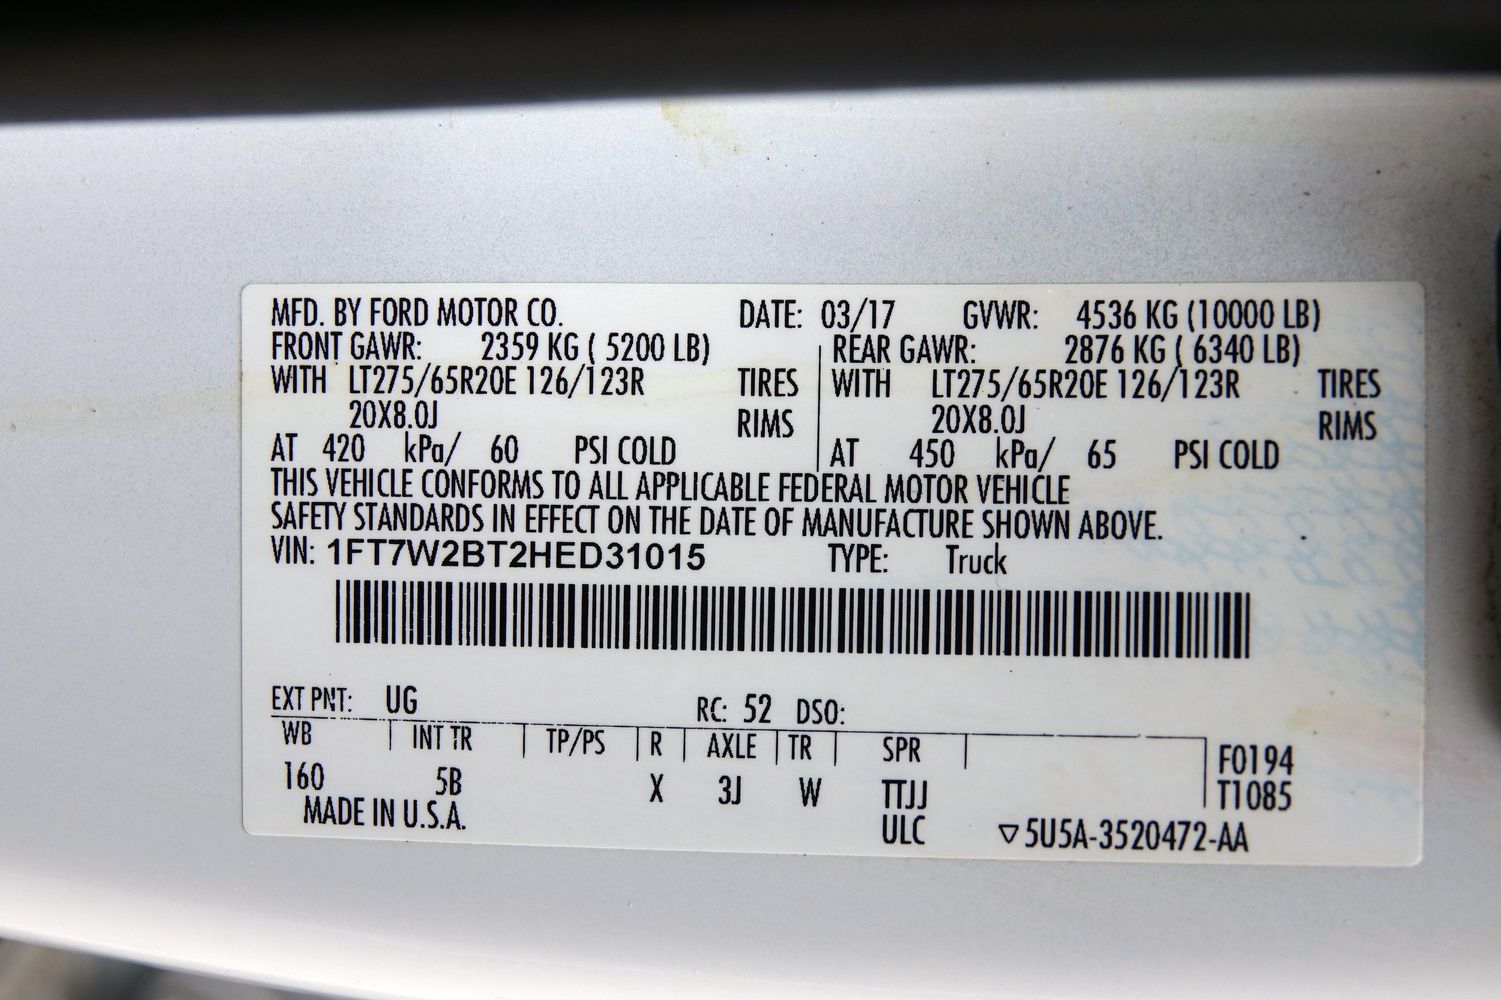 MFD. BY FORD MOTOR CO. DATE: 03/17 GVWR: 4536 KG (10000 LB)
FRONT GAWR: 2359 KG ( 5200 LB) REAR GAWR: 2876 KG ( 6340 LB)
WITH LT275/65R20E 126/123R TIRES WITH LT275/65R20E 126/123R TIRES
20X8.0J RIMS 20X8.0J RIMS
AT 420 kPa/ 60 PSI COLD AT 450 kPa/ 65 PSI COLD
THIS VEHICLE CONFORMS TO ALL APPLICABLE FEDERAL MOTOR VEHICLE
SAFETY STANDARDS IN EFFECT ON THE DATE OF MANUFACTURE SHOWN ABOVE.
VIN: 1FT7W2BT2HED31015 TYPE: Truck
EXT PNT: UG RC: 52 DSO:
WB INT TR TP/PS R AXLE TR SPR F0194
160 5B X 3J W TTJJ T1085
MADE IN U.S.A. ULC ▽5U5A-3520472-AA